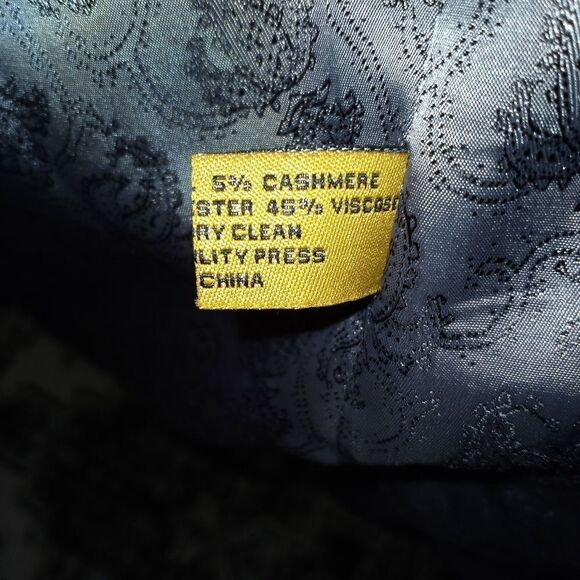 5% CASHMERE
STER 45% VISCOSE
RY CLEAN
LITY PRESS
CHINA